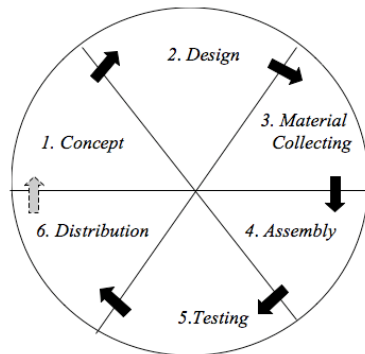 2. Design
1. Concept
3. Material
Collecting
6. Distribution
4. Assembly
5.Testing